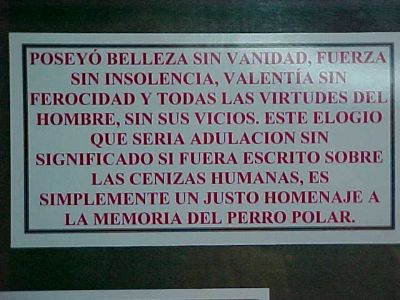 POSEYÓ BELLEZA SIN VANIDAD, FUERZA
SIN INSOLENCIA, VALENTÍA SIN
FEROCIDAD Y TODAS LAS VIRTUDES DEL
HOMBRE, SIN SUS VICIOS. ESTE ELOGIO
QUE SERIA ADULACION SIN
SIGNIFICADO SI FUERA ESCRITO SOBRE
LAS CENIZAS HUMANAS, ES
SIMPLEMENTE UN JUSTO HOMENAJE A
LA MEMORIA DEL PERRO POLAR.